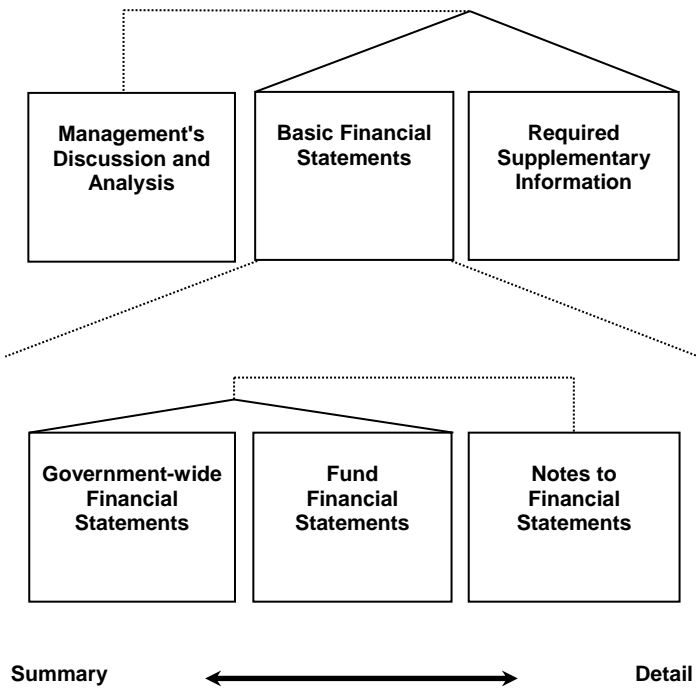 Management's
Discussion and
Analysis
Basic Financial
Statements
Required
Supplementary
Information
Government-wide
Financial
Statements
Fund
Financial
Statements
Notes to
Financial
Statements
Summary
Detail